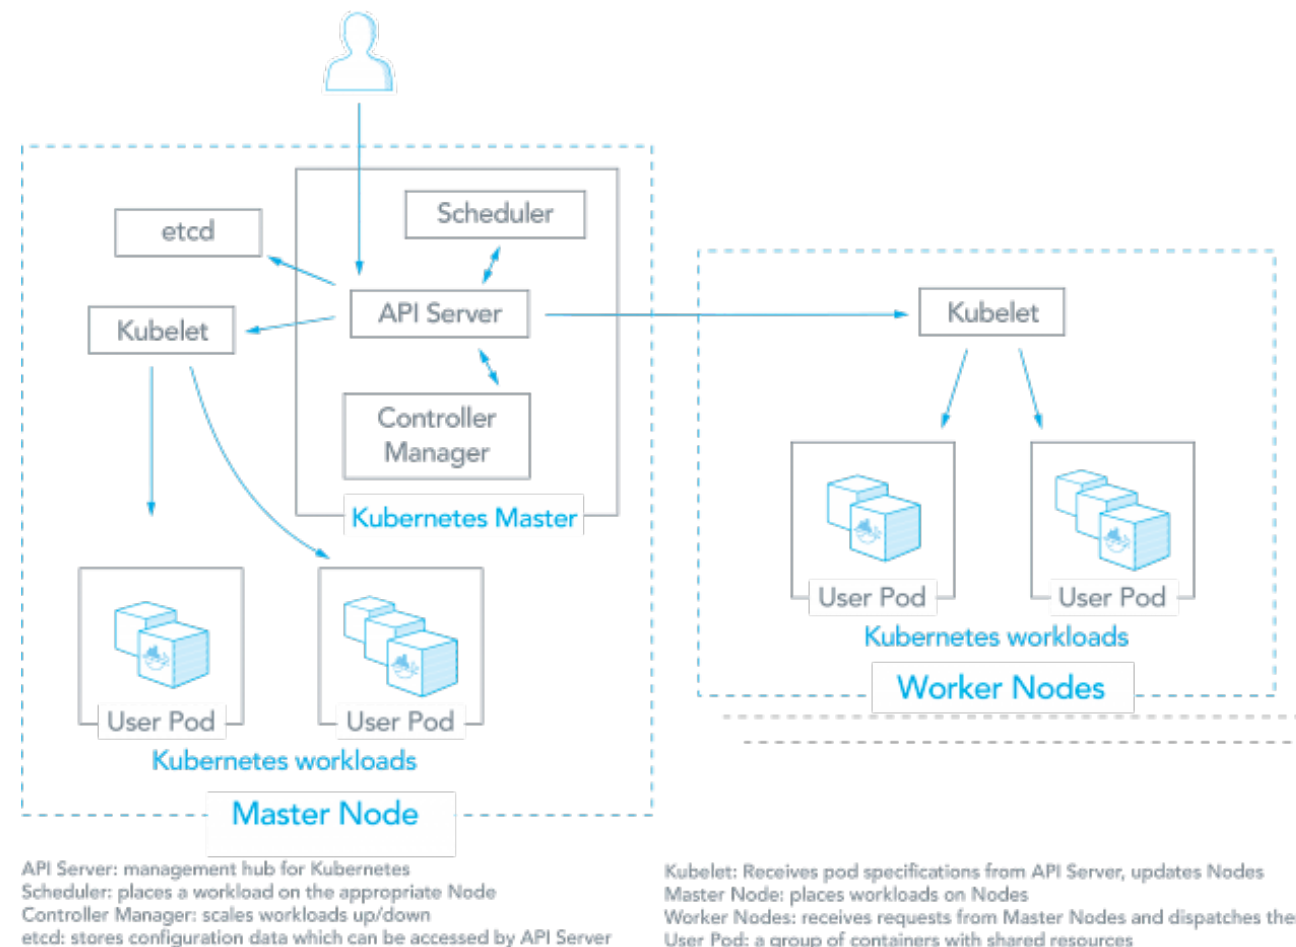 Scheduler
etcd
API Server
Kubelet
Kubelet
Controller
Manager
Kubernetes Master
User Pod
User Pod
Kubernetes workloads
Worker Nodes
User Pod
User Pod
Kubernetes workloads
Master Node
API Server: management hub for Kubernetes
Scheduler: places a workload on the appropriate Node
Controller Manager: scales workloads up/down
etcd: stores configuration data which can be accessed by API Server
Kubelet: Receives pod specifications from API Server, updates Nodes
Master Node: places workloads on Nodes
Worker Nodes: receives requests from Master Nodes and dispatches
User Pod: a group of containers with shared resources